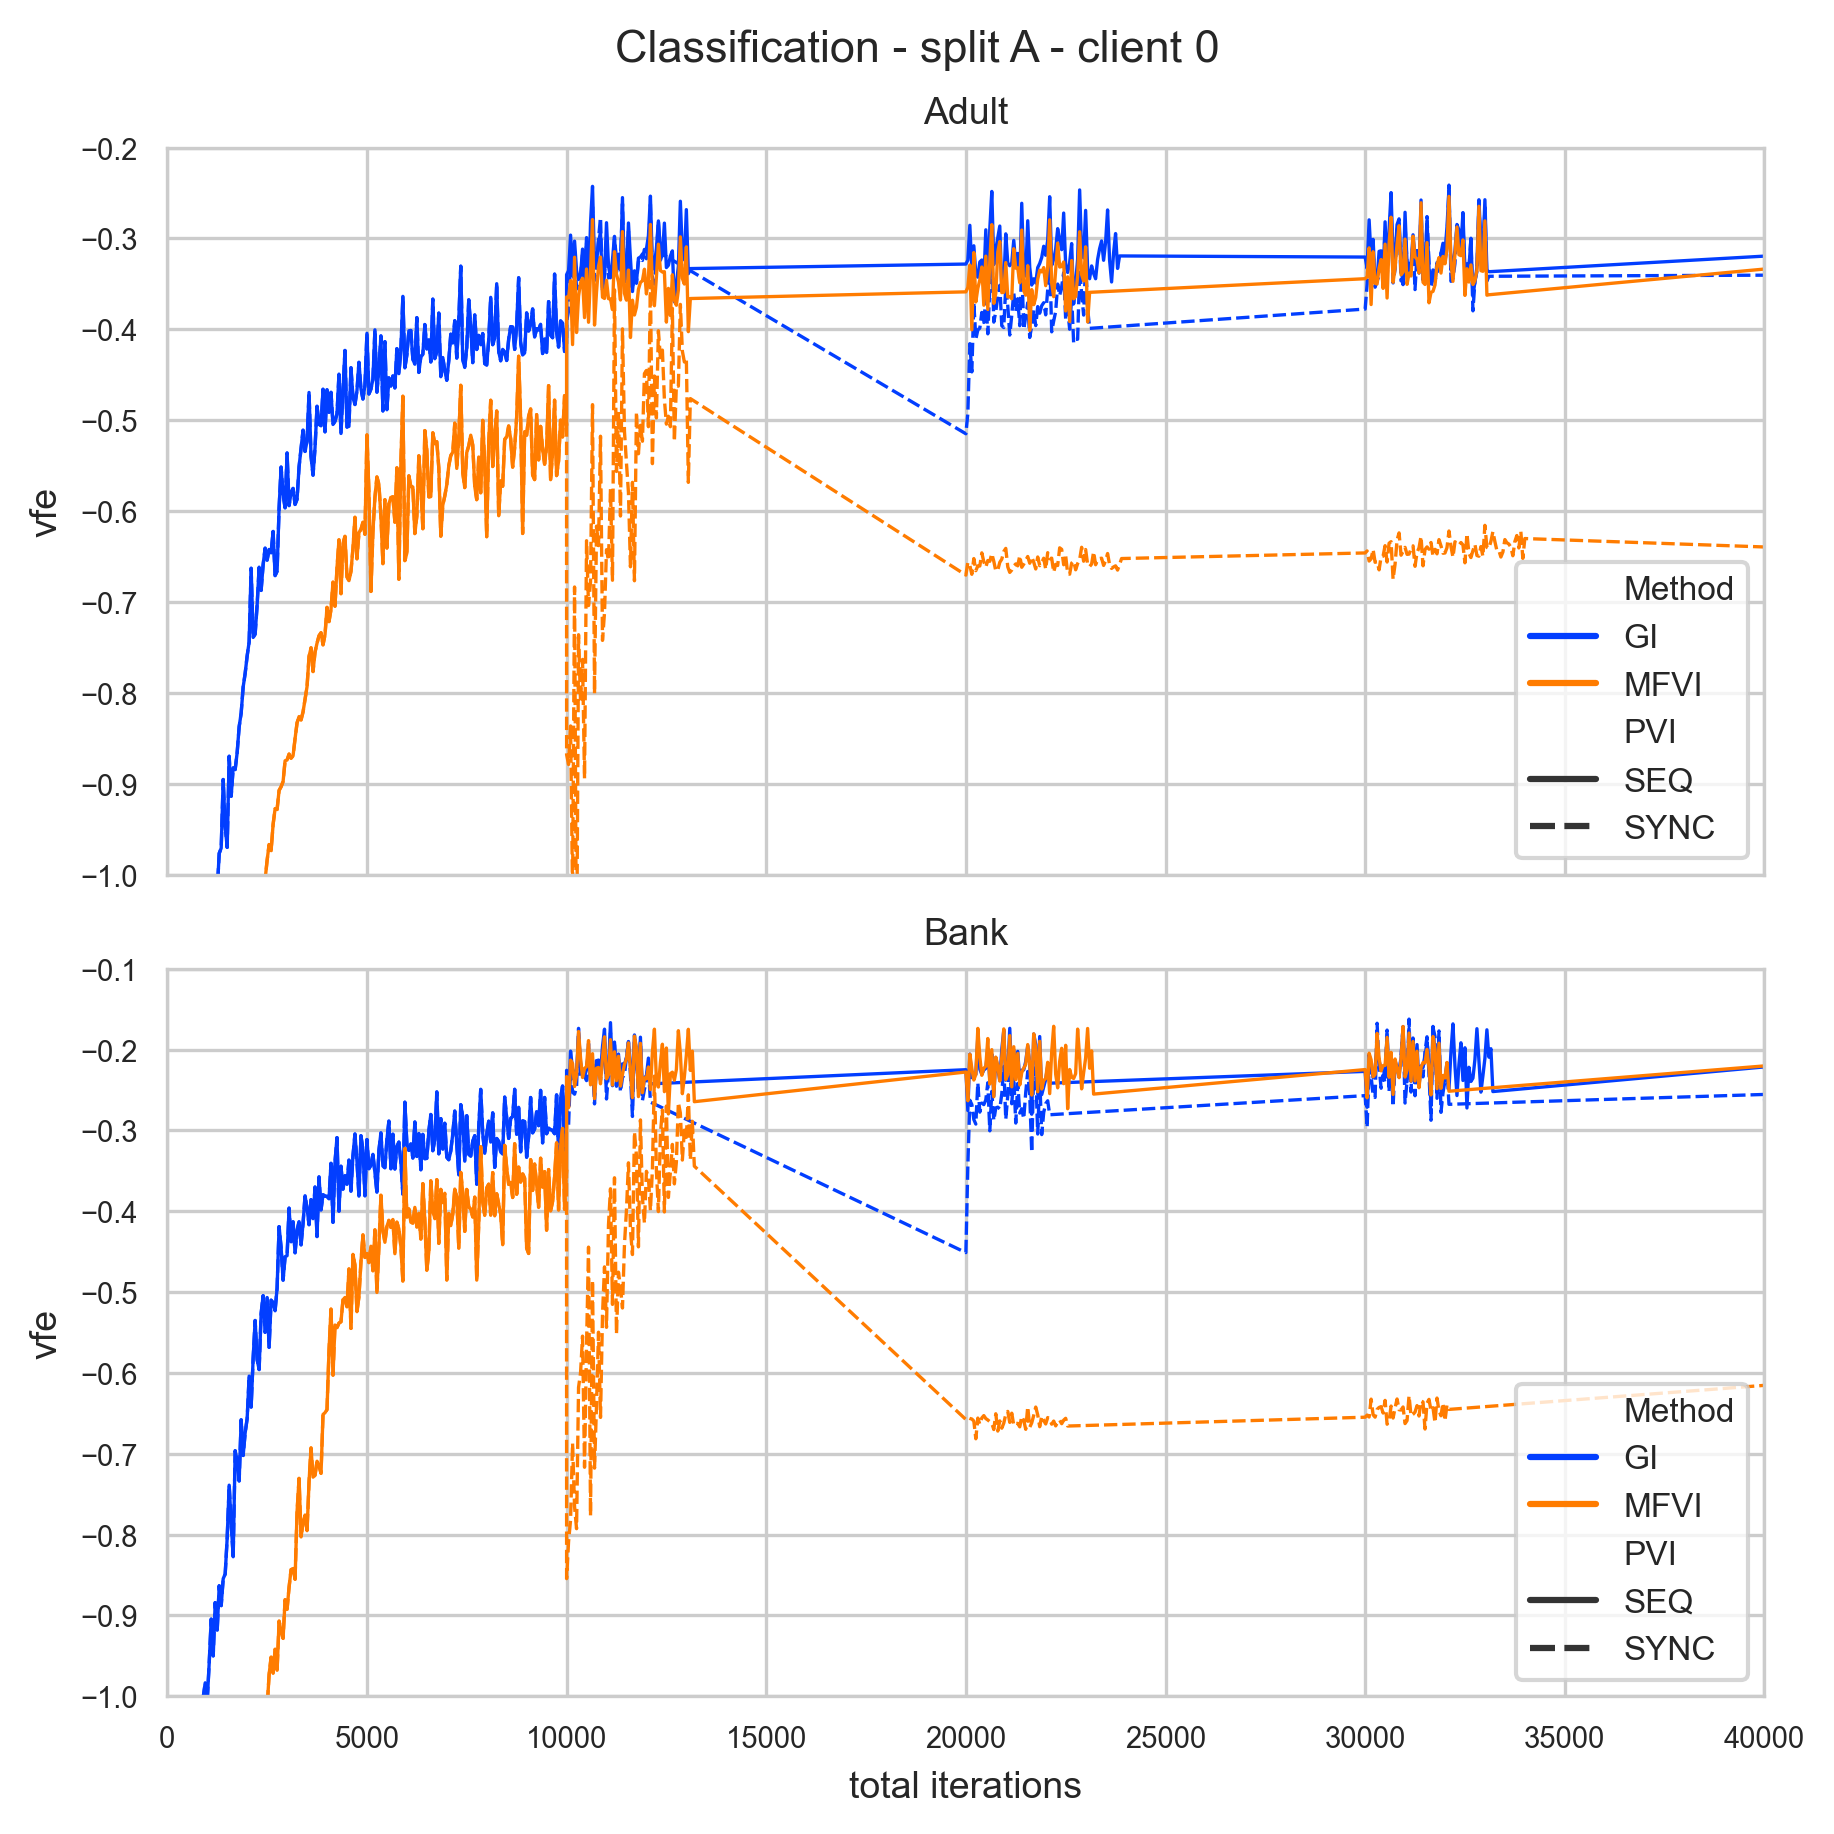 Classification - split A - client 0
Adult
−0.2
−0.3
−0.4
−0.5
−0.6
−0.7
−0.8
−0.9
−1.0
vfe
Method
GI
MFVI
PVI
SEQ
SYNC
Bank
−0.1
−0.2
−0.3
−0.4
−0.5
−0.6
−0.7
−0.8
−0.9
−1.0
vfe
Method
GI
MFVI
PVI
SEQ
SYNC
0 5000 10000 15000 20000 25000 30000 35000 40000
total iterations